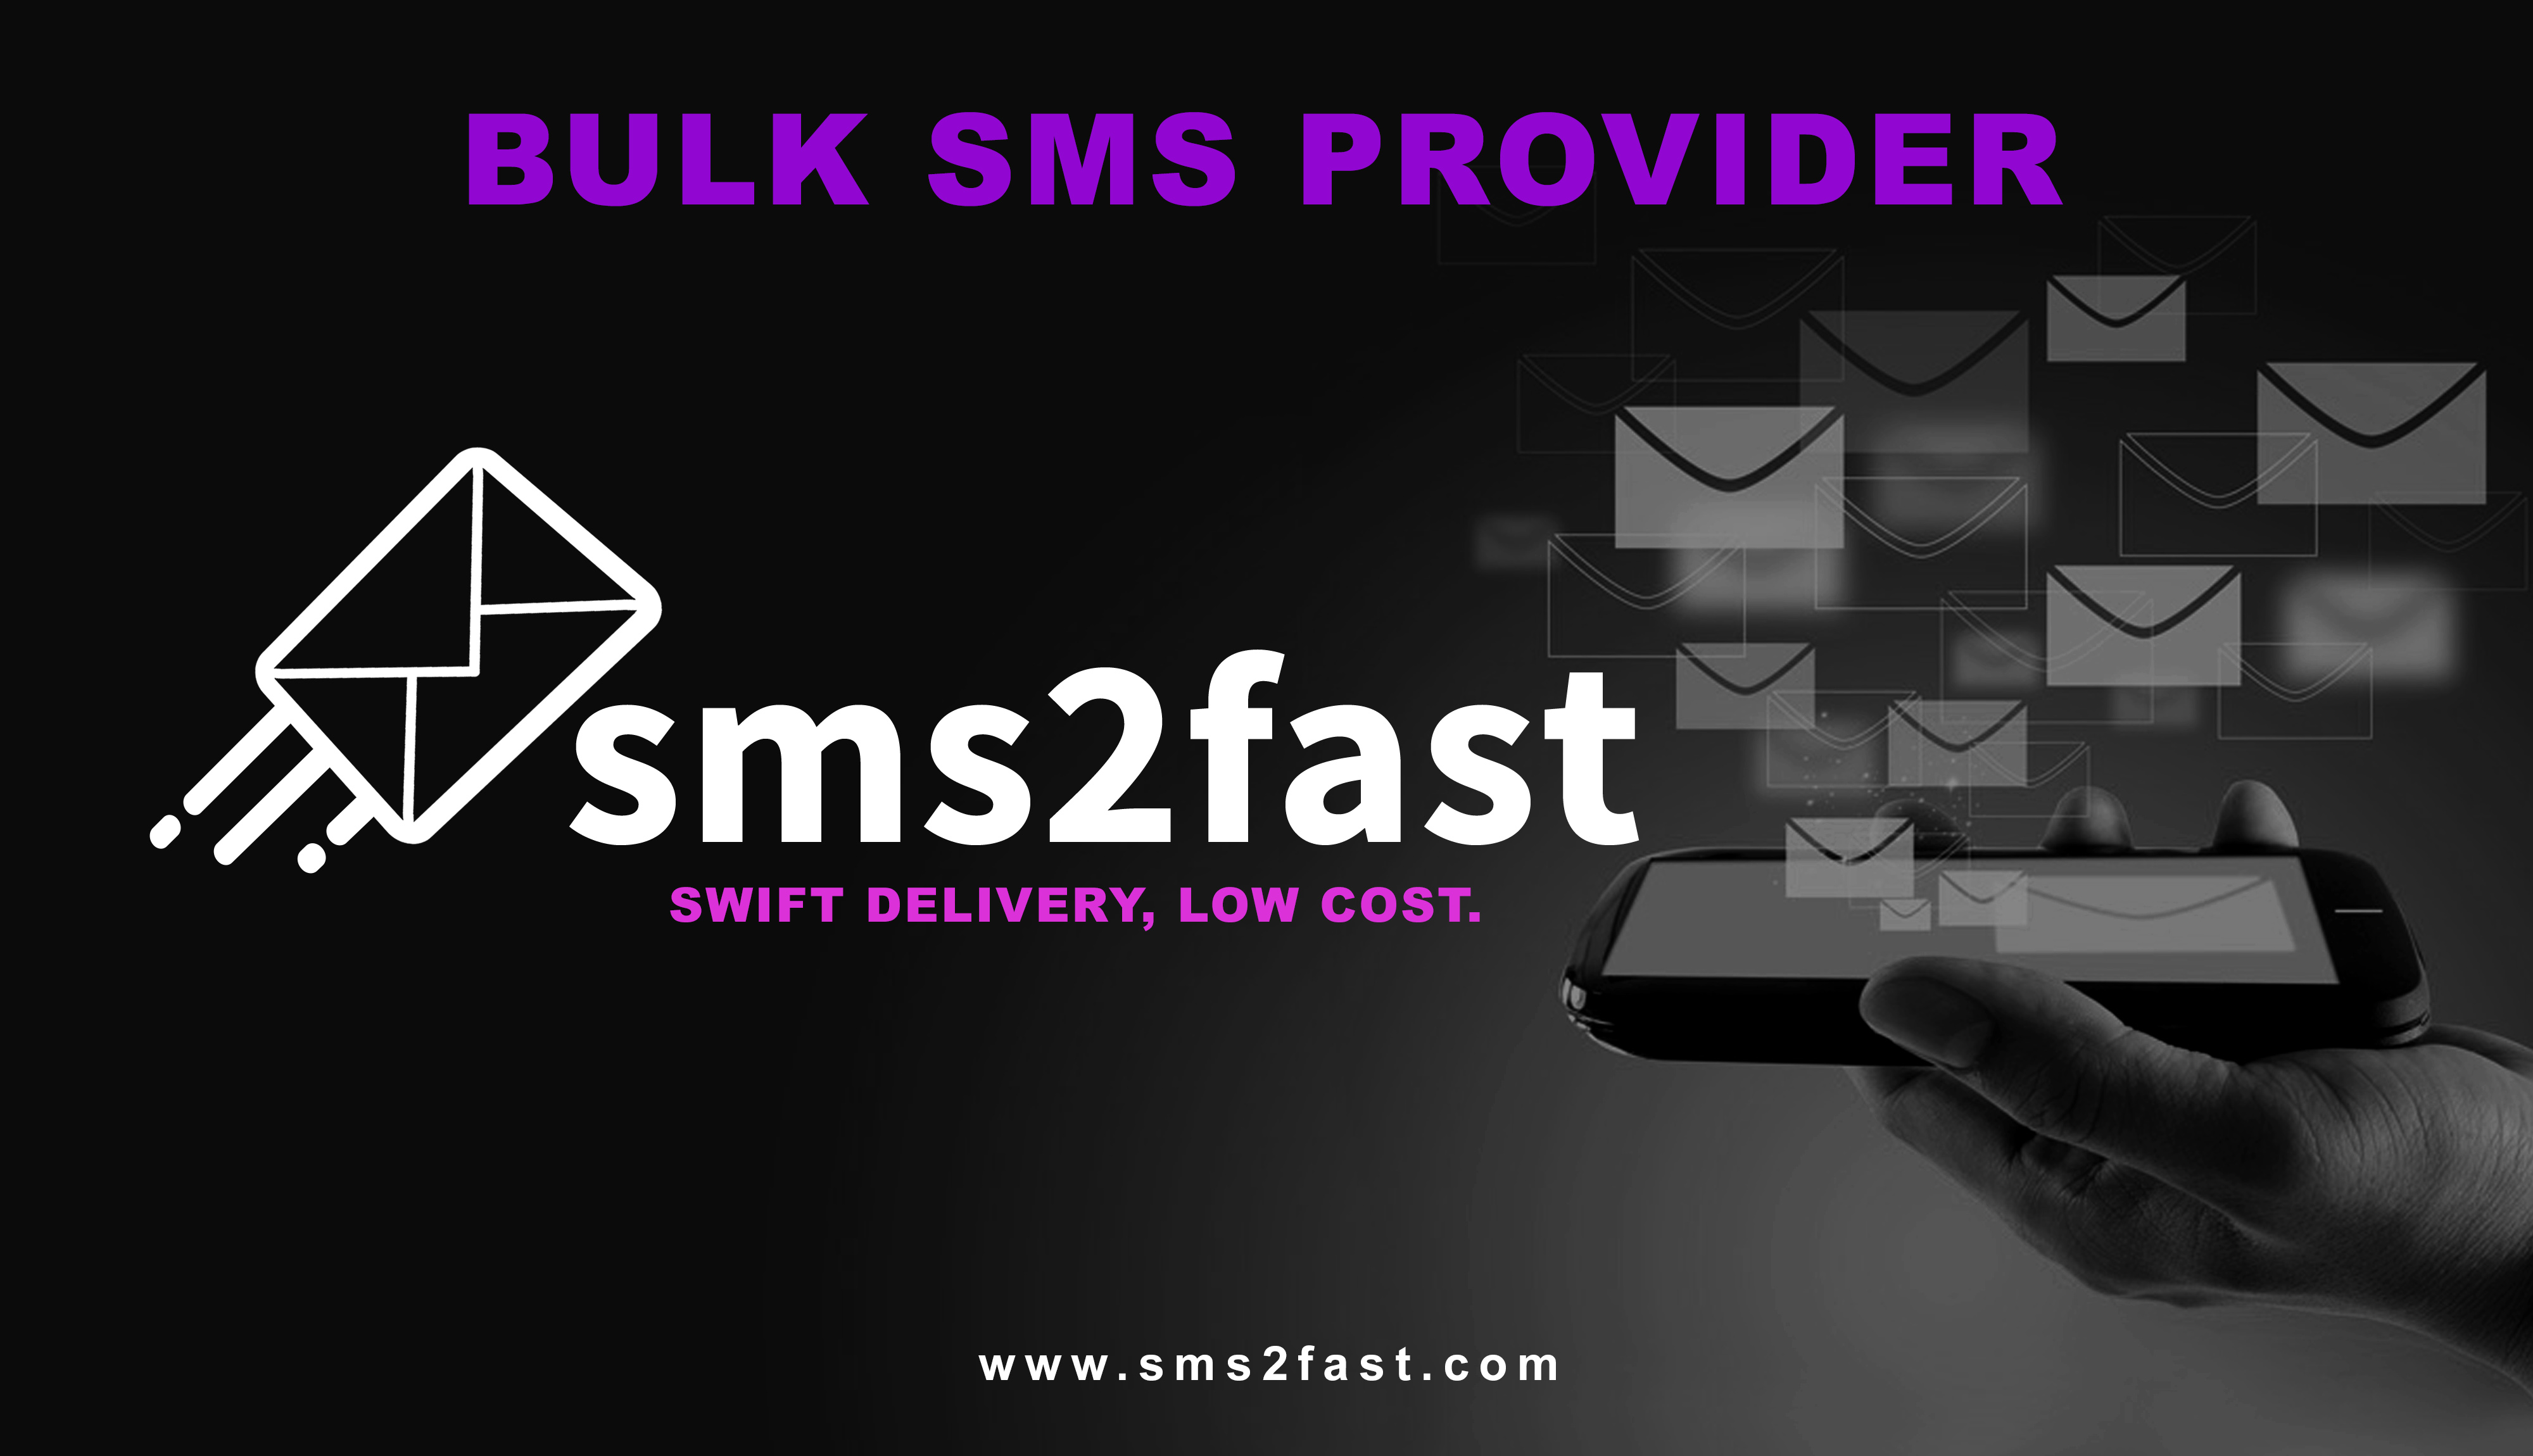 BULK SMS PROVIDER
sms2fast
SWIFT DELIVERY, LOW COST.
www.sms2fast.com